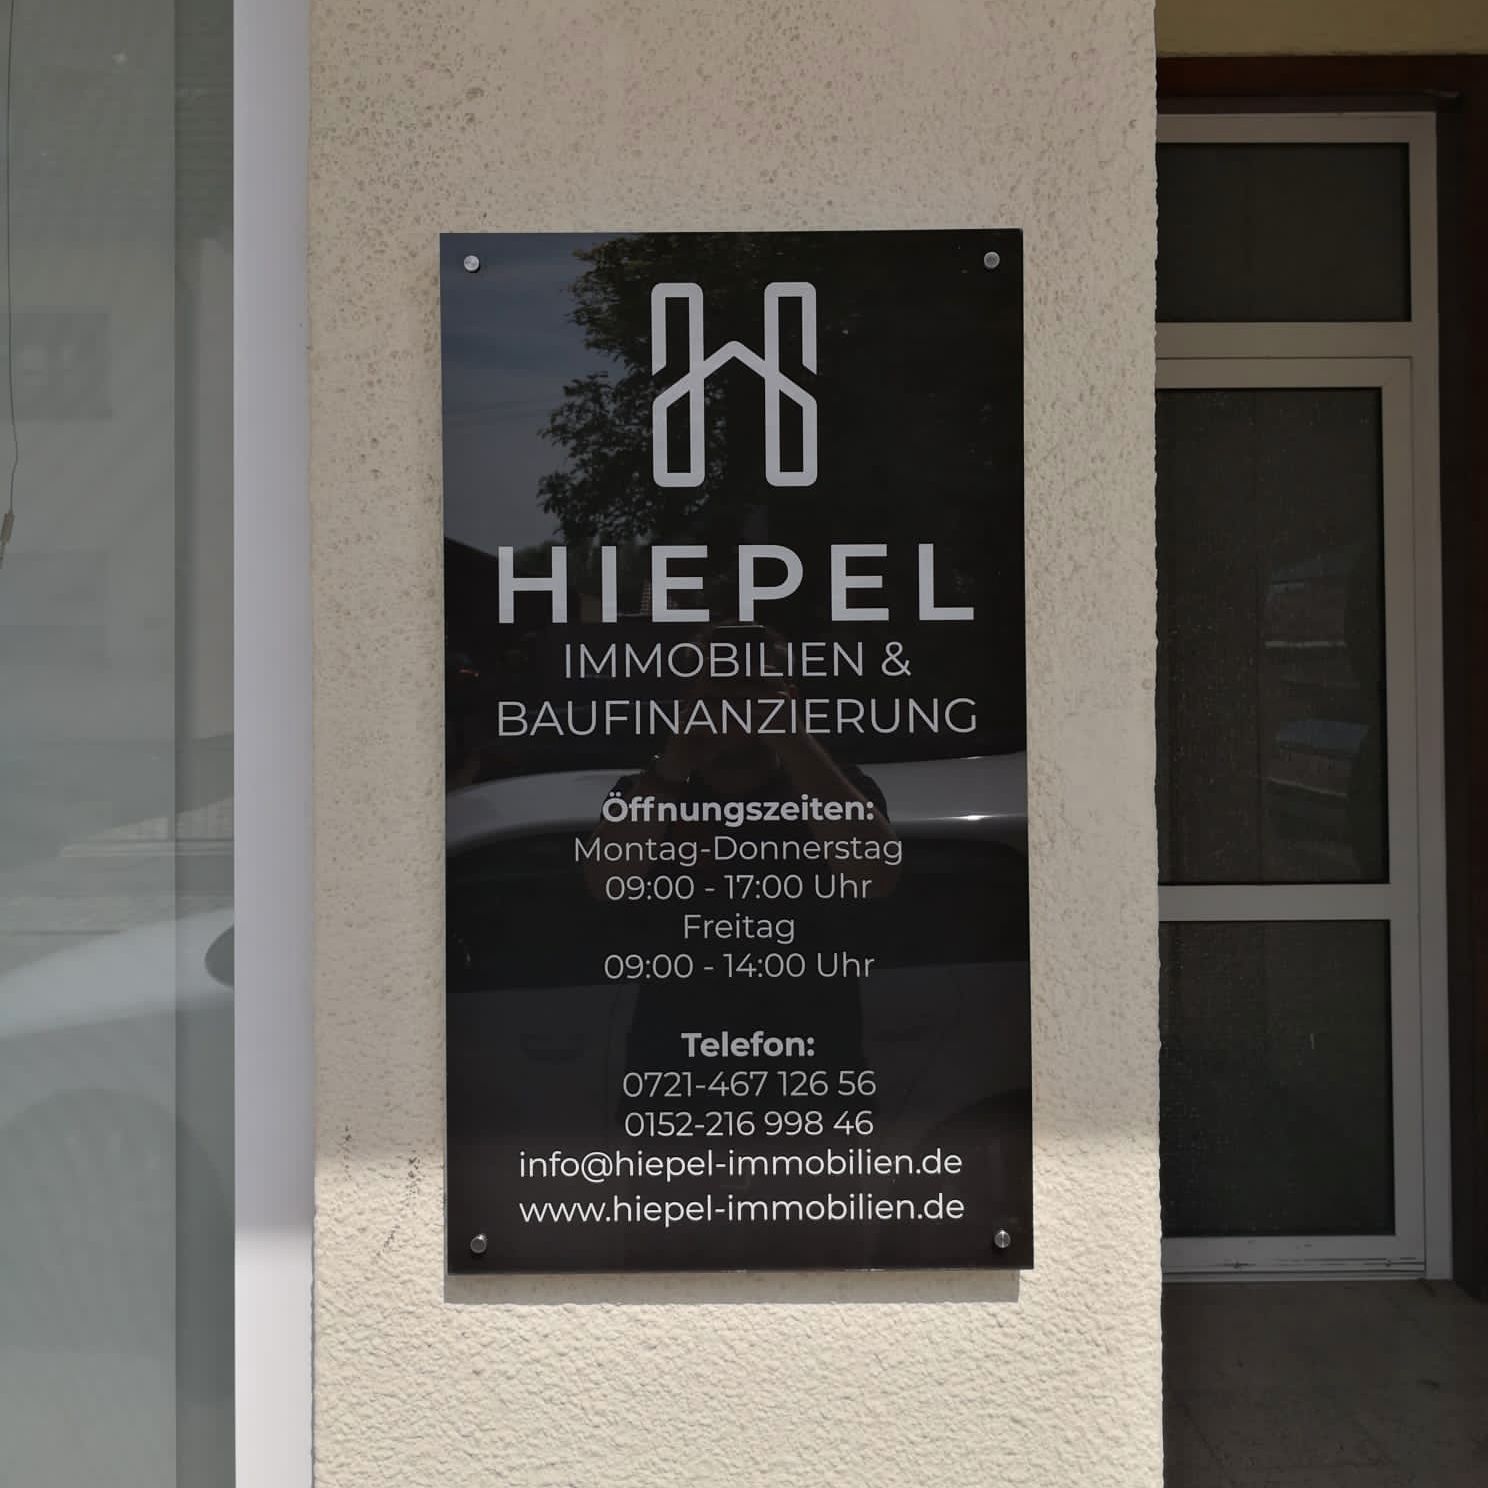 HIEPEL
IMMOBILIEN &
BAUFINANZIERUNG
Öffnungszeiten:
Montag-Donnerstag
09:00 - 17:00 Uhr
Freitag
09:00 - 14:00 Uhr
Telefon:
0721-467 126 56
0152-216 998 46
info@hiepel-immobilien.de
www.hiepel-immobilien.de